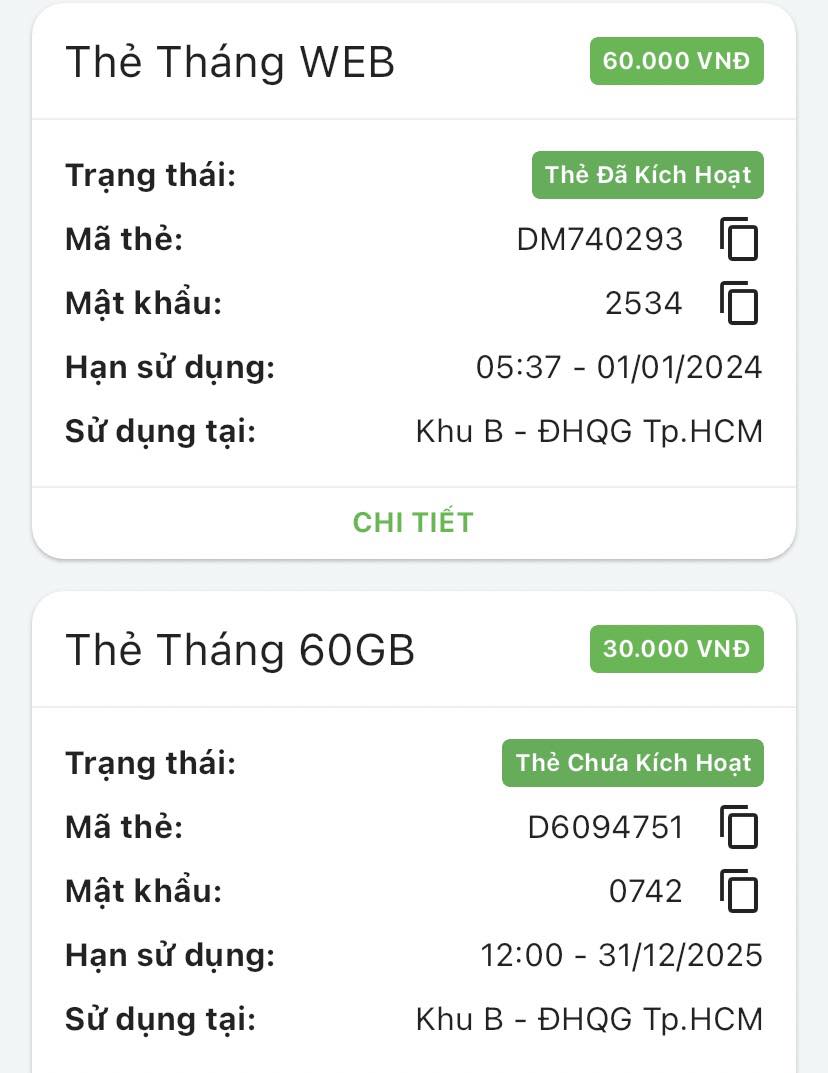 Thẻ Tháng WEB 60.000 VNĐ
Trạng thái: Thẻ Đã Kích Hoạt
Mã thẻ: DM740293
Mật khẩu: 2534
Hạn sử dụng: 05:37 - 01/01/2024
Sử dụng tại: Khu B - ĐHQG Tp.HCM
CHI TIẾT
Thẻ Tháng 60GB 30.000 VNĐ
Trạng thái: Thẻ Chưa Kích Hoạt
Mã thẻ: D6094751
Mật khẩu: 0742
Hạn sử dụng: 12:00 - 31/12/2025
Sử dụng tại: Khu B - ĐHQG Tp.HCM